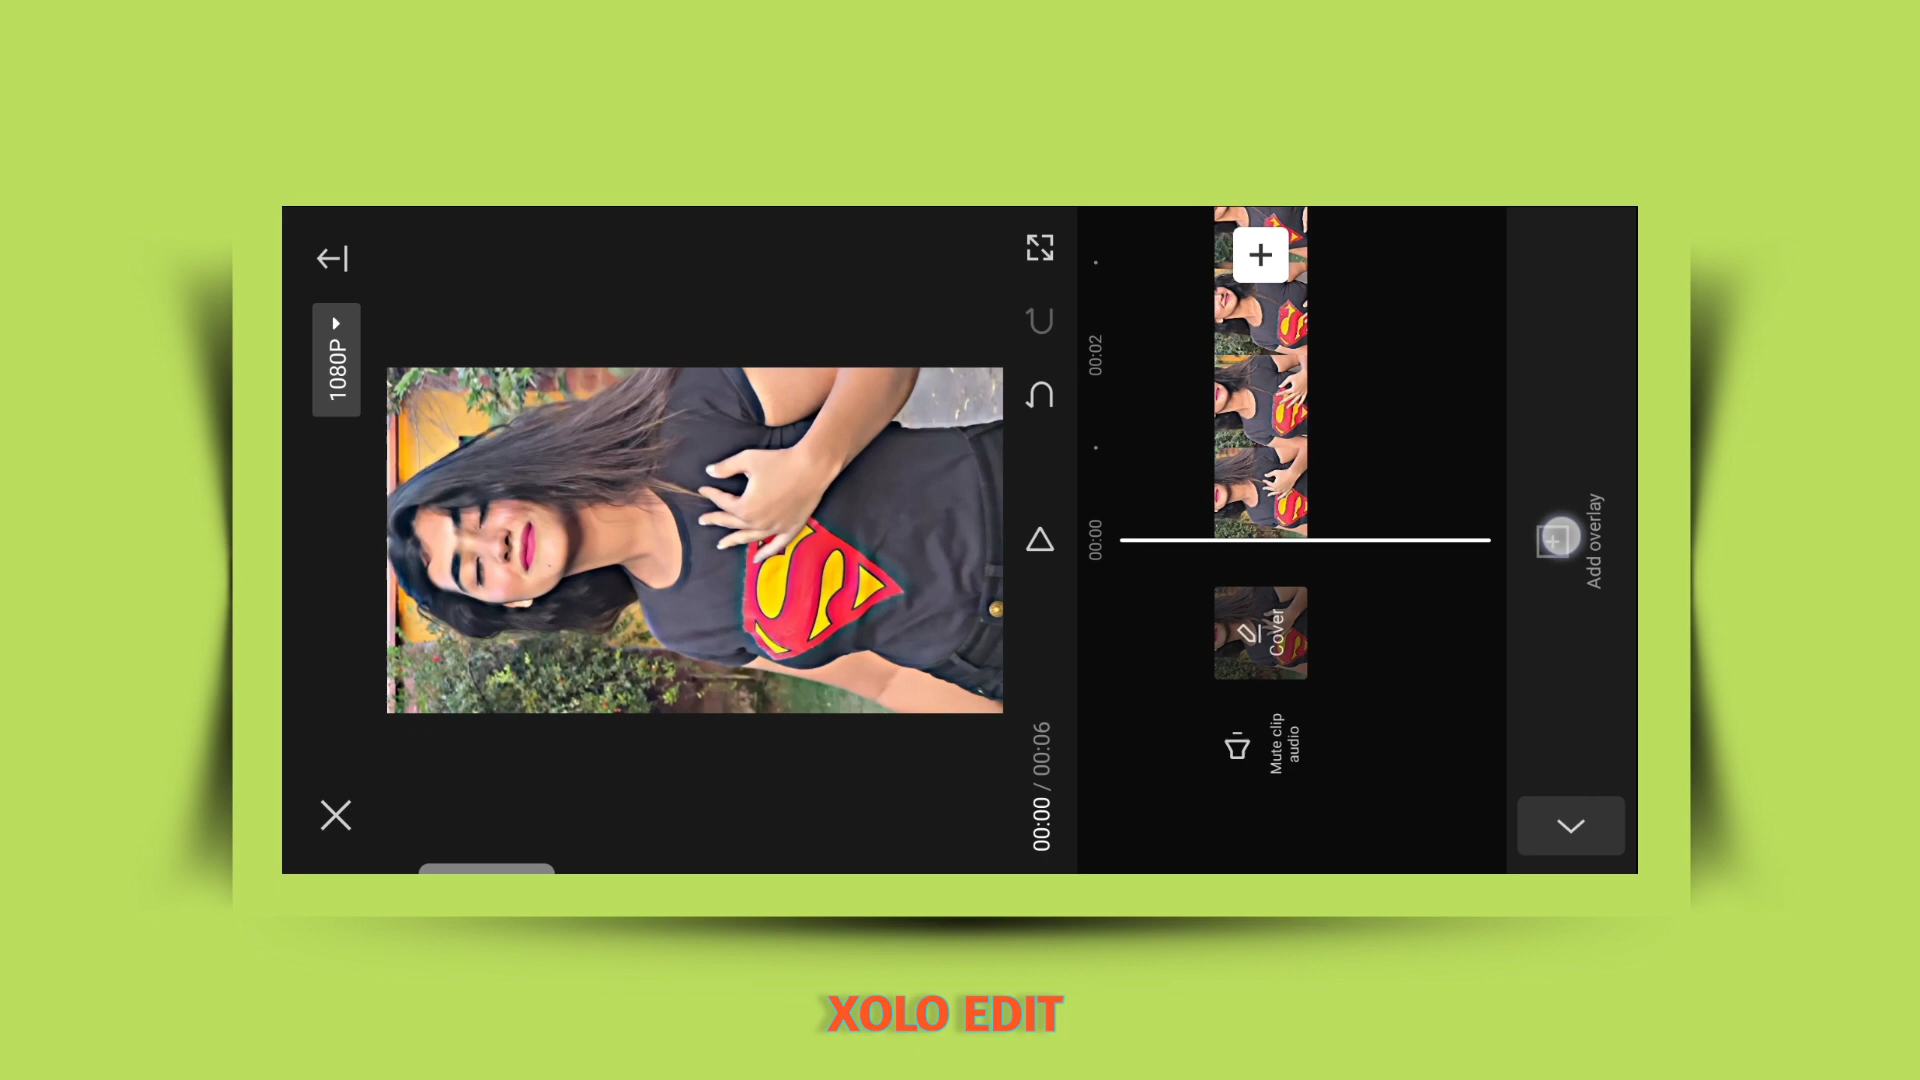 1080P
00:00 / 00:06
00:00
00:02
Cover
Mute clip
audio
Add overlay
XOLO EDIT